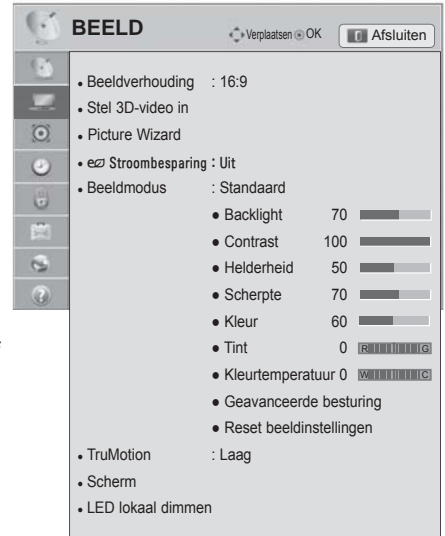 BEELD
Verplaatsen OK Afsluiten
• Beeldverhouding : 16:9
• Stel 3D-video in
• Picture Wizard
• e Stroombesparing : Uit
• Beeldmodus : Standaard
• Backlight 70
• Contrast 100
• Helderheid 50
• Scherpte 70
• Kleur 60
• Tint 0 R G
• Kleurtemperatuur 0 W C
• Geavanceerde besturing
• Reset beeldinstellingen
• TruMotion : Laag
• Scherm
• LED lokaal dimmen